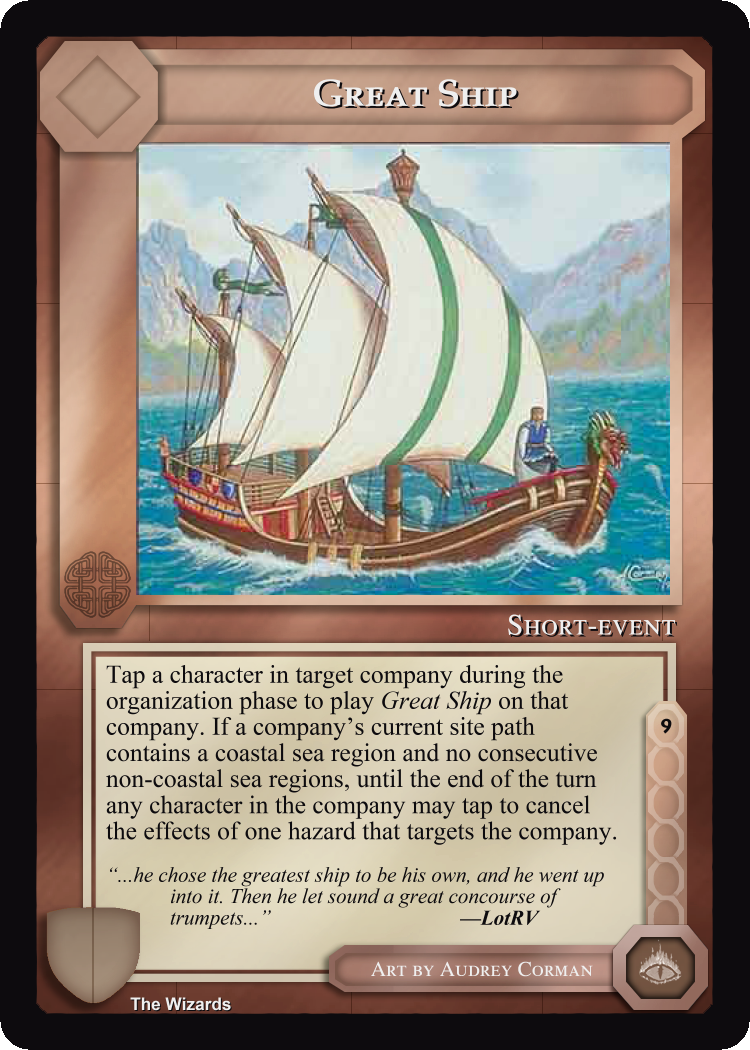 Great Ship
Short-event
Tap a character in target company during the
organization phase to play Great Ship on that
company. If a company's current site path
contains a coastal sea region and no consecutive
non-coastal sea regions, until the end of the turn
any character in the company may tap to cancel
the effects of one hazard that targets the company.
9
“...he chose the greatest ship to be his own, and he went up
into it. Then he let sound a great concourse of
trumpets...” —LotRV
Art by Audrey Corman
The Wizards